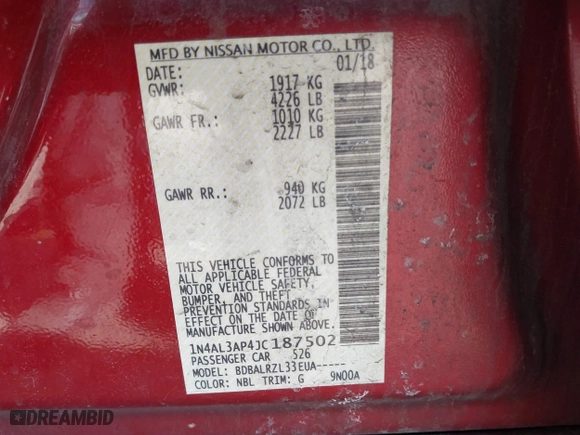 MFD BY NISSAN MOTOR CO., LTD.
DATE: 01/18
GVWR: 1917 KG
4226 LB
GAWR FR.: 1010 KG
2227 LB
GAWR RR.: 940 KG
2072 LB
THIS VEHICLE CONFORMS TO
ALL APPLICABLE FEDERAL
MOTOR VEHICLE SAFETY,
BUMPER, AND THEFT
PREVENTION STANDARDS IN
EFFECT ON THE DATE OF
MANUFACTURE SHOWN ABOVE.
1N4AL3AP4JC187502
PASSENGER CAR 526
MODEL: BDBALRZL33EUA-----
COLOR: NBL TRIM: G 9N00A
DREAMBID